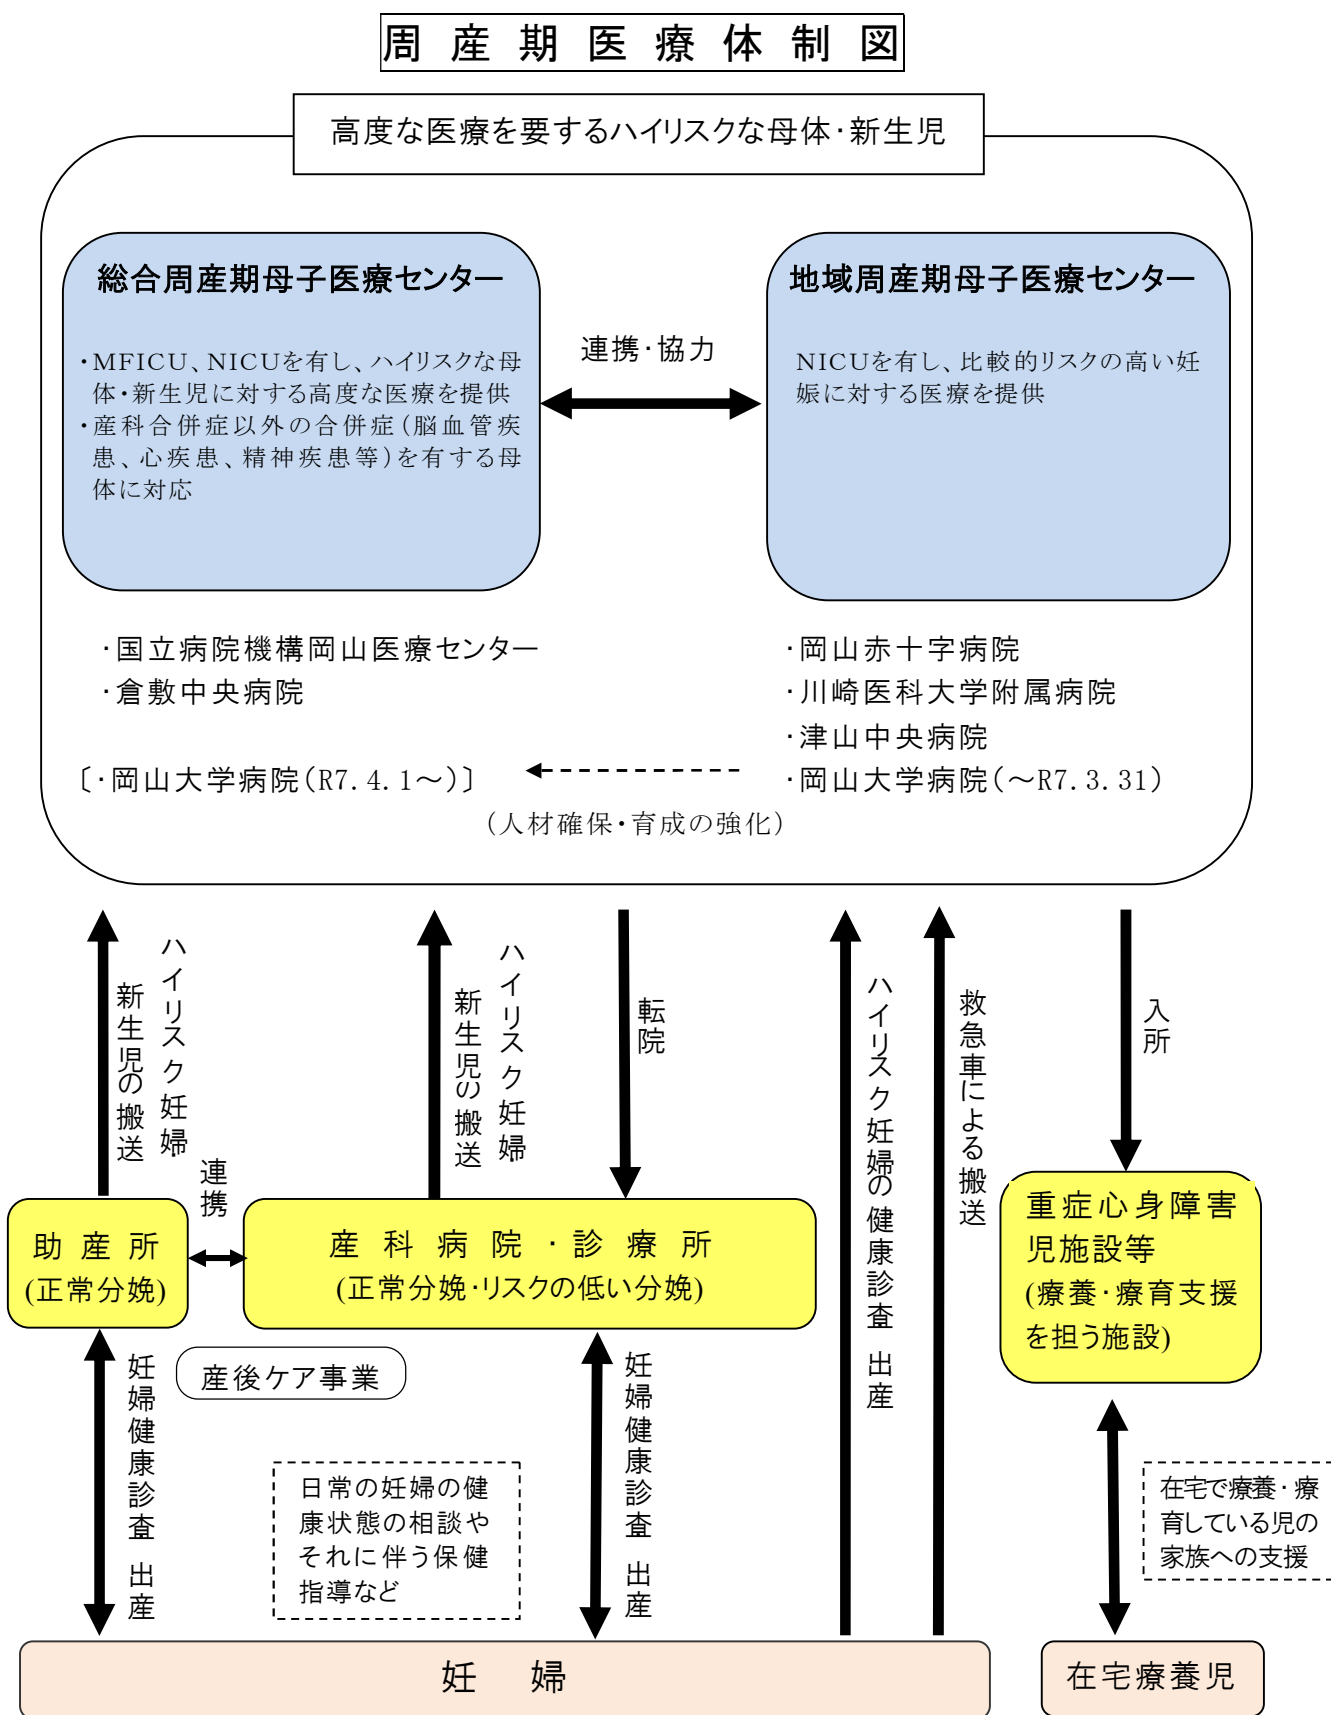 周産期医療体制図
高度な医療を要するハイリスクな母体・新生児
総合周産期母子医療センター
・MFICU、NICUを有し、ハイリスクな母
体・新生児に対する高度な医療を提供
・産科合併症以外の合併症（脳血管疾
患、心疾患、精神疾患等）を有する母
体に対応
連携・協力
地域周産期母子医療センター
NICUを有し、比較的リスクの高い妊
娠に対する医療を提供
・国立病院機構岡山医療センター
・倉敷中央病院
〔・岡山大学病院（R7.4.1～）〕
・岡山赤十字病院
・川崎医科大学附属病院
・津山中央病院
・岡山大学病院（～R7.3.31）
（人材確保・育成の強化）
ハイリスク妊婦・
新生児の搬送
ハイリスク妊婦・
新生児の搬送
転院
ハイリスク妊婦の健康診査・出産
救急車による搬送
入所
連携
助産所
(正常分娩)
産科病院・診療所
(正常分娩・リスクの低い分娩)
重症心身障害
児施設等
(療養・療育支援
を担う施設)
産後ケア事業
妊婦健康診査・出産
日常の妊婦の健
康状態の相談や
それに伴う保健
指導など
妊婦健康診査・出産
在宅で療養・療
育している児の
家族への支援
妊婦
在宅療養児